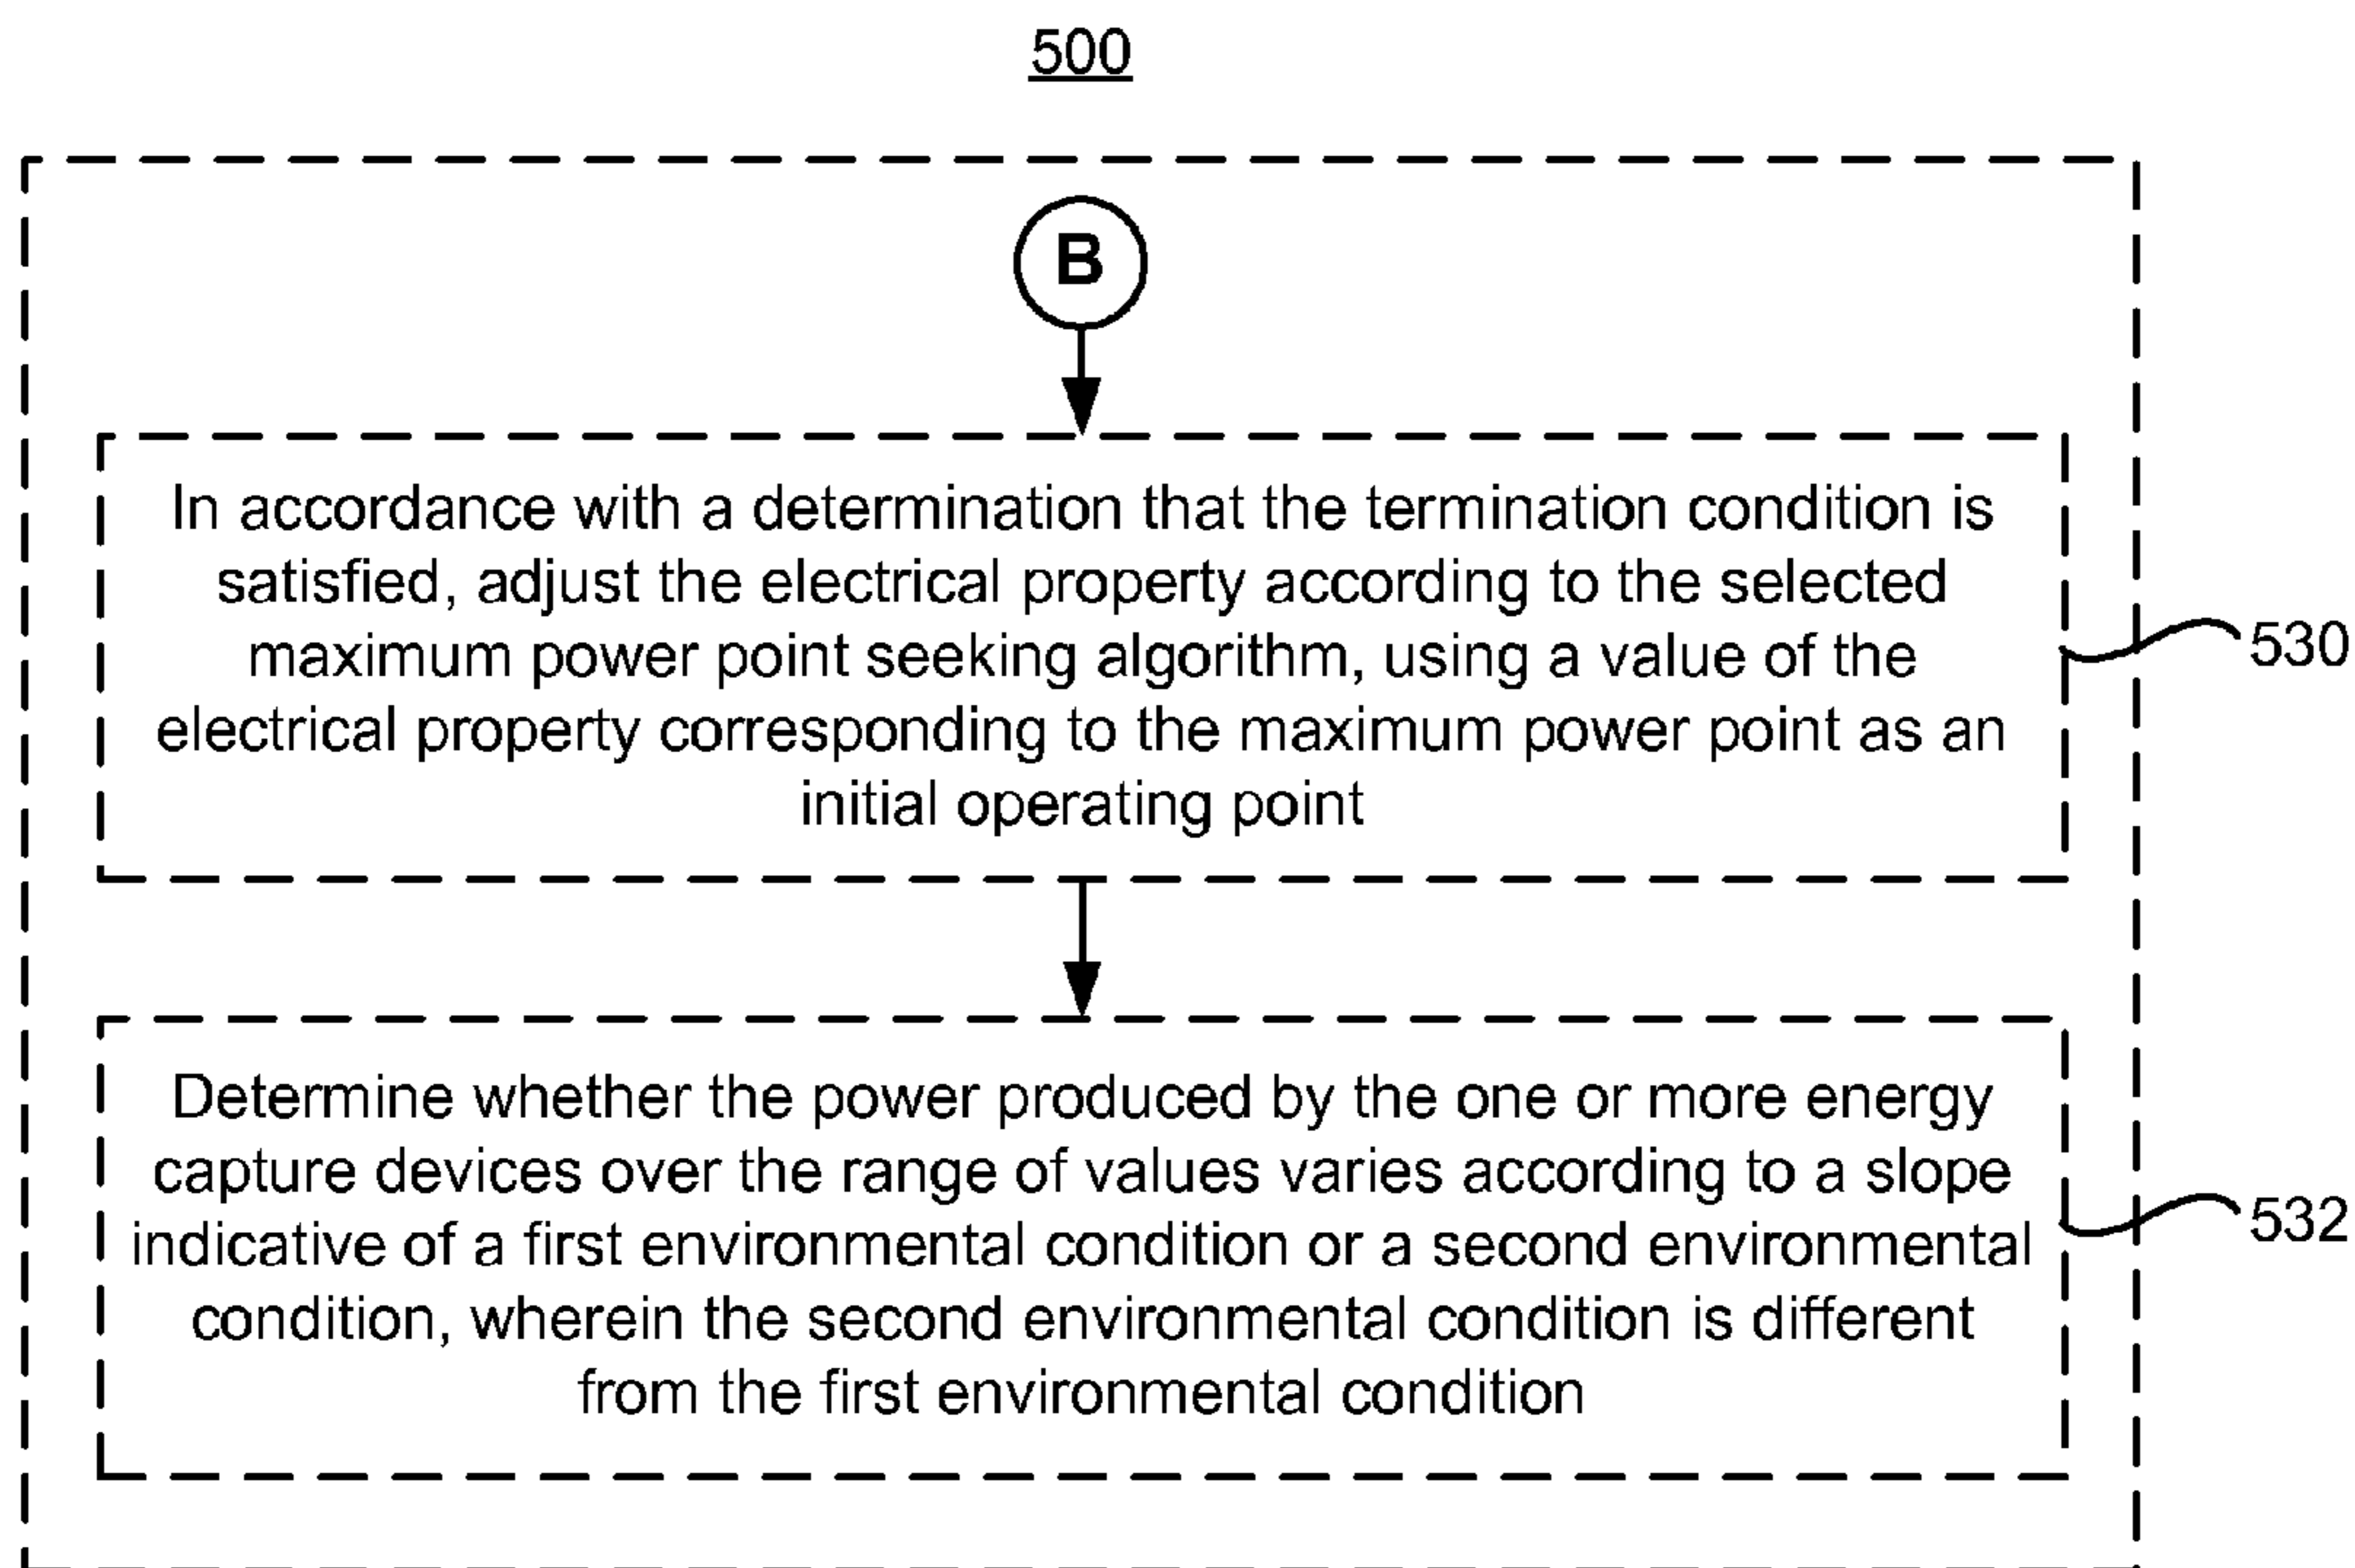 500
B
In accordance with a determination that the termination condition is
satisfied, adjust the electrical property according to the selected
maximum power point seeking algorithm, using a value of the
electrical property corresponding to the maximum power point as an
initial operating point
530
Determine whether the power produced by the one or more energy
capture devices over the range of values varies according to a slope
indicative of a first environmental condition or a second environmental
condition, wherein the second environmental condition is different
from the first environmental condition
532